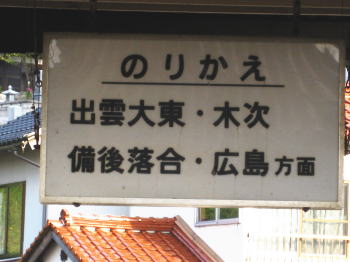 のりかえ
出雲大東・木次
備後落合・広島方面